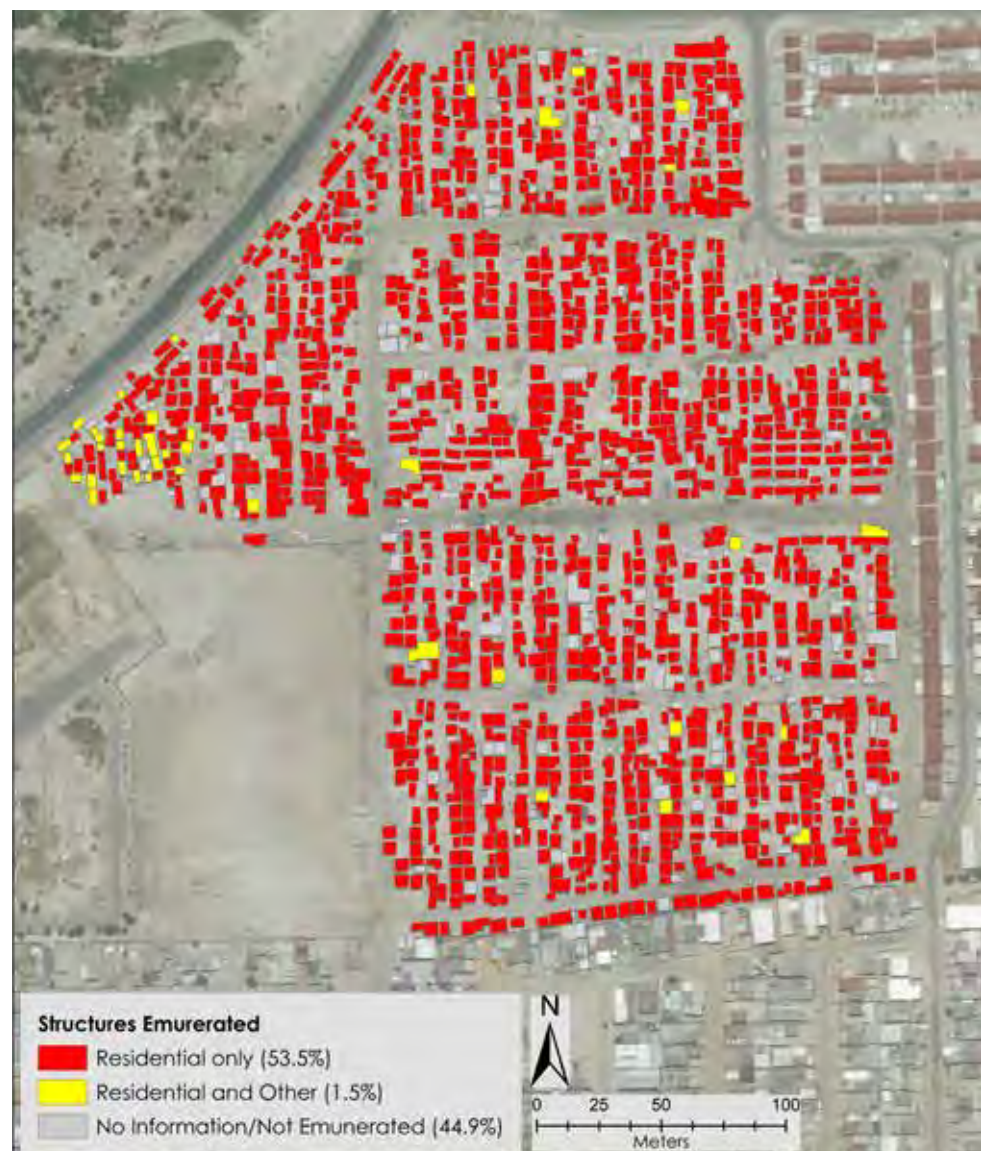 Structures Emurerated
Residential only (53.5%)
Residential and Other (1.5%)
No Information/Not Emunerated (44.9%)
N
0 25 50 100
Meters